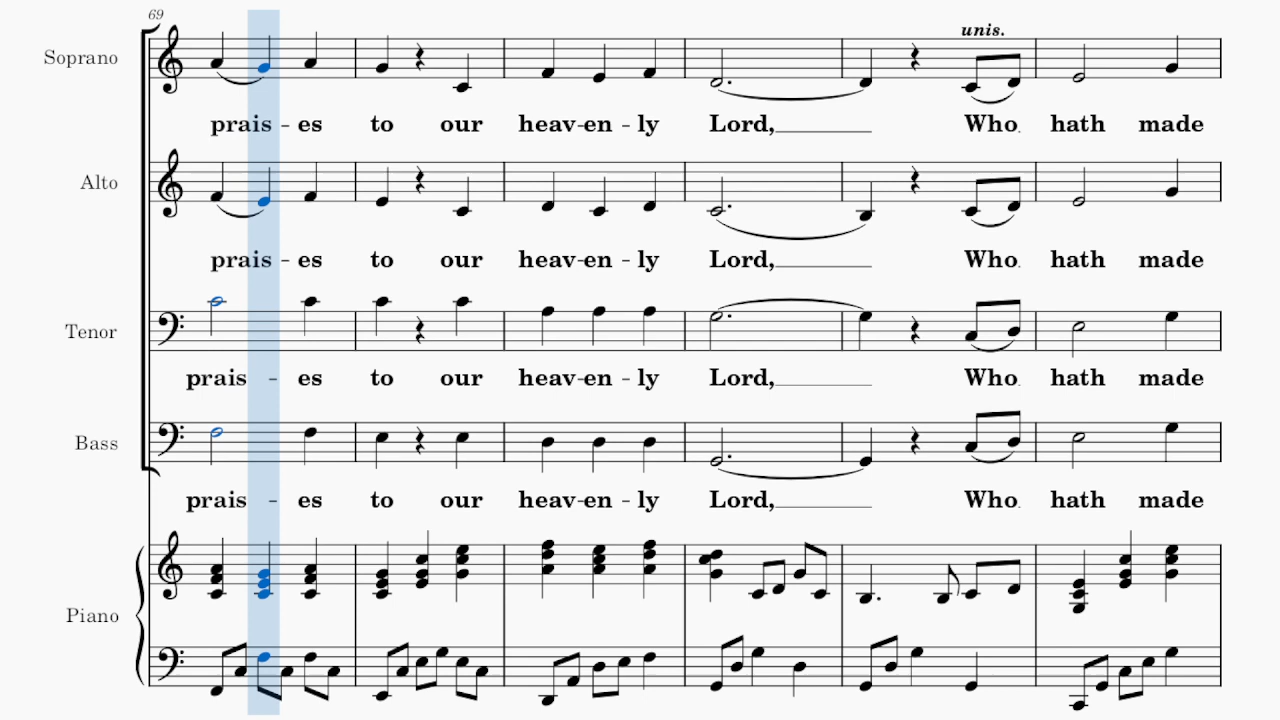 69
unis.
Soprano
prais - es to our heav-en - ly Lord, Who hath made
Alto
prais - es to our heav-en - ly Lord, Who hath made
Tenor
prais - es to our heav-en - ly Lord, Who hath made
Bass
prais - es to our heav-en - ly Lord, Who hath made
Piano